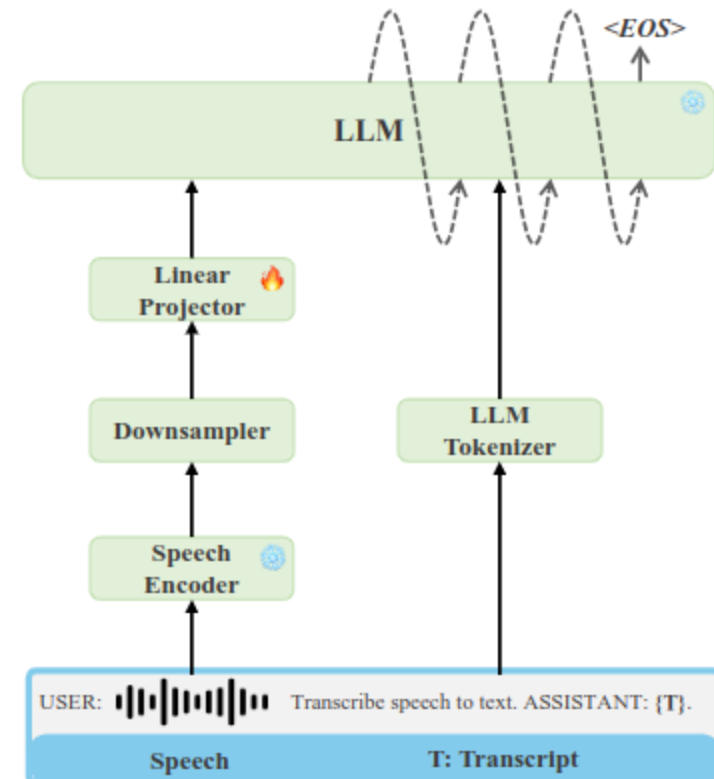 <EOS>
LLM
Linear
Projector
Downsampler
LLM
Tokenizer
Speech
Encoder
USER: Transcribe speech to text. ASSISTANT: {T}.
Speech
T: Transcript